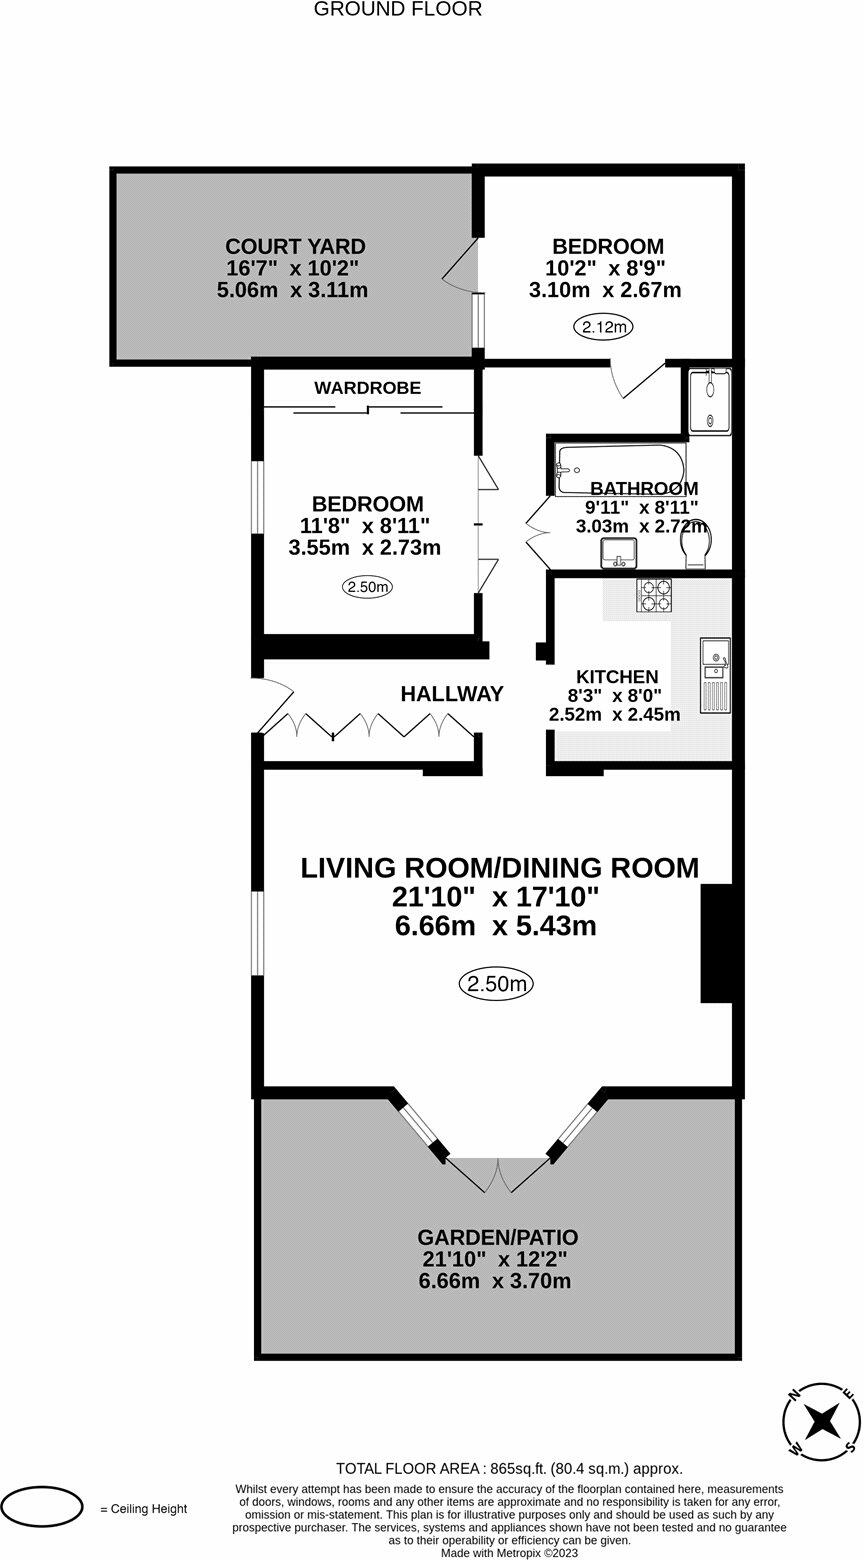 GROUND FLOOR
COURT YARD
16'7" x 10'2"
5.06m x 3.11m
BEDROOM
10'2" x 8'9"
3.10m x 2.67m
2.12m
WARDROBE
BEDROOM
11'8" x 8'11"
3.55m x 2.73m
2.50m
BATHROOM
9'11" x 8'11"
3.03m x 2.72m
KITCHEN
8'3" x 8'0"
2.52m x 2.45m
HALLWAY
LIVING ROOM/DINING ROOM
21'10" x 17'10"
6.66m x 5.43m
2.50m
GARDEN/PATIO
21'10" x 12'2"
6.66m x 3.70m
N
E
W
S
TOTAL FLOOR AREA : 865sq.ft. (80.4 sq.m.) approx.
= Ceiling Height
Whilst every attempt has been made to ensure the accuracy of the floorplan contained here, measurements
of doors, windows, rooms and any other items are approximate and no responsibility is taken for any error,
omission or mis-statement. This plan is for illustrative purposes only and should be used as such by any
prospective purchaser. The services, systems and appliances shown have not been tested and no guarantee
as to their operability or efficiency can be given.
Made with Metropix ©2023